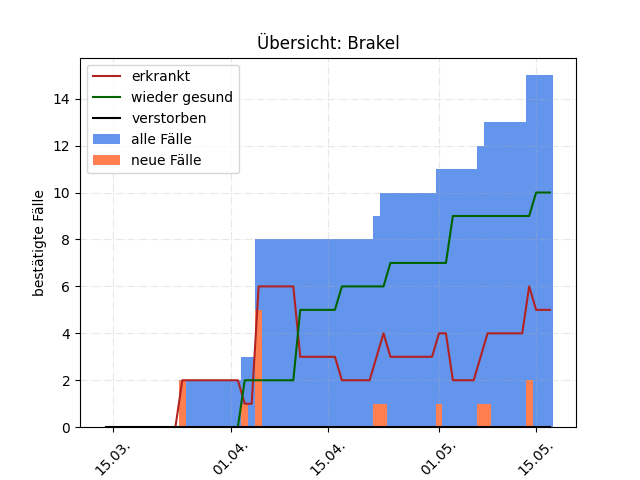 Übersicht: Brakel
erkrankt
wieder gesund
verstorben
alle Fälle
neue Fälle
bestätigte Fälle
14
12
10
8
6
4
2
0
15.03.
01.04.
15.04.
01.05.
15.05.